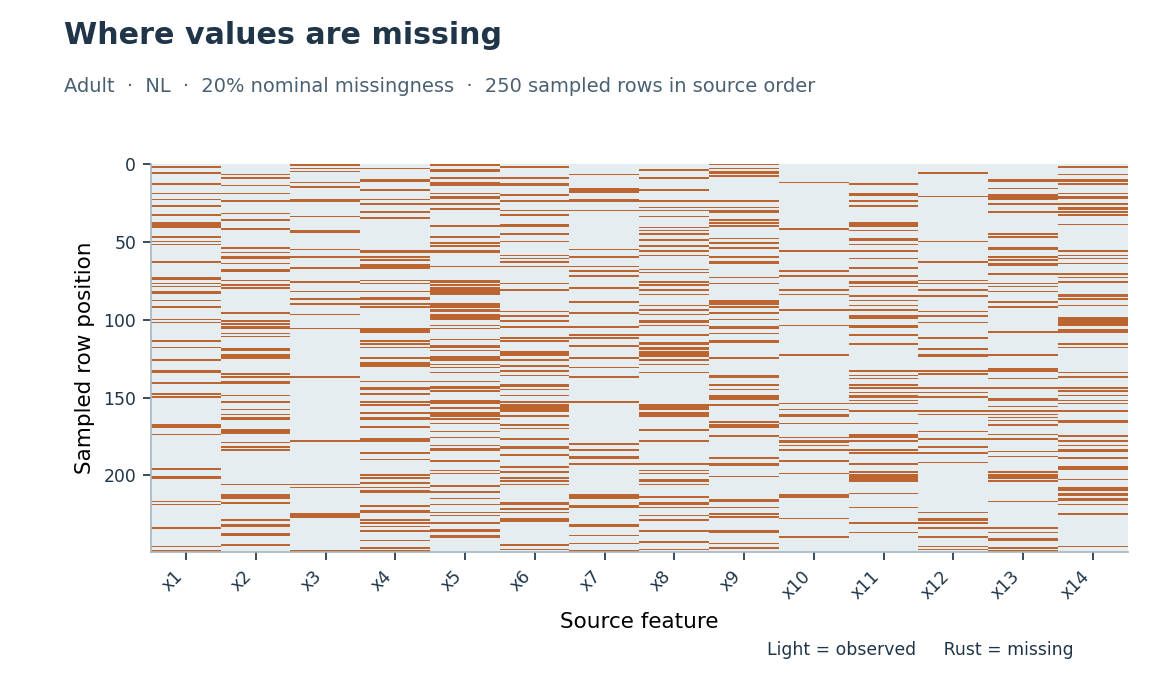 Where values are missing
Adult · NL · 20% nominal missingness · 250 sampled rows in source order
Sampled row position
0
50
100
150
200
x1 x2 x3 x4 x5 x6 x7 x8 x9 x10 x11 x12 x13 x14
Source feature
Light = observed Rust = missing